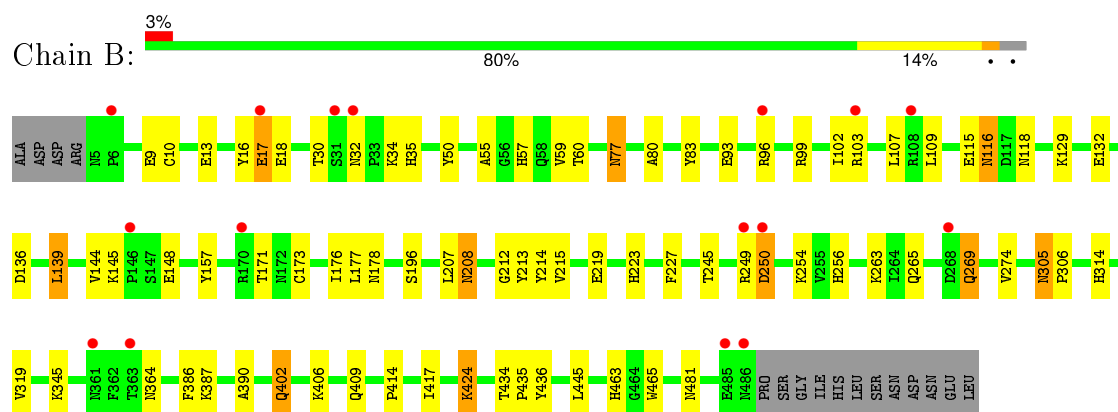 3%
Chain B:
80% 14% • •
ALA ASP ASP ARG N5 P6 E9 C10 E13 Y16 E17 E18 T30 S31 N32 P33 K34 H35 Y50 A55 G56 H57 Q58 V59 T60 N77 A80 Y83 E93 R96 R99 I102 R103 L107 R108 L109 E115 N116 D117 N118 K129 E132
D136 L139 V144 K145 P146 S147 E148 Y157 R170 T171 N172 C173 I176 L177 N178 S196 L207 N208 G212 Y213 Y214 V215 E219 H223 F227 T245 R249 D250 K254 V255 H256 K263 I264 Q265 D268 Q269 V274 N305 P306 H314
V319 K345 N361 F362 T363 N364 F386 K387 A390 Q402 K406 Q409 P414 I417 K424 T434 P435 Y436 L445 H463 G464 W465 N481 E485 N486 PRO SER GLY ILE HIS LEU SER ASN ASP ASN GLU LEU